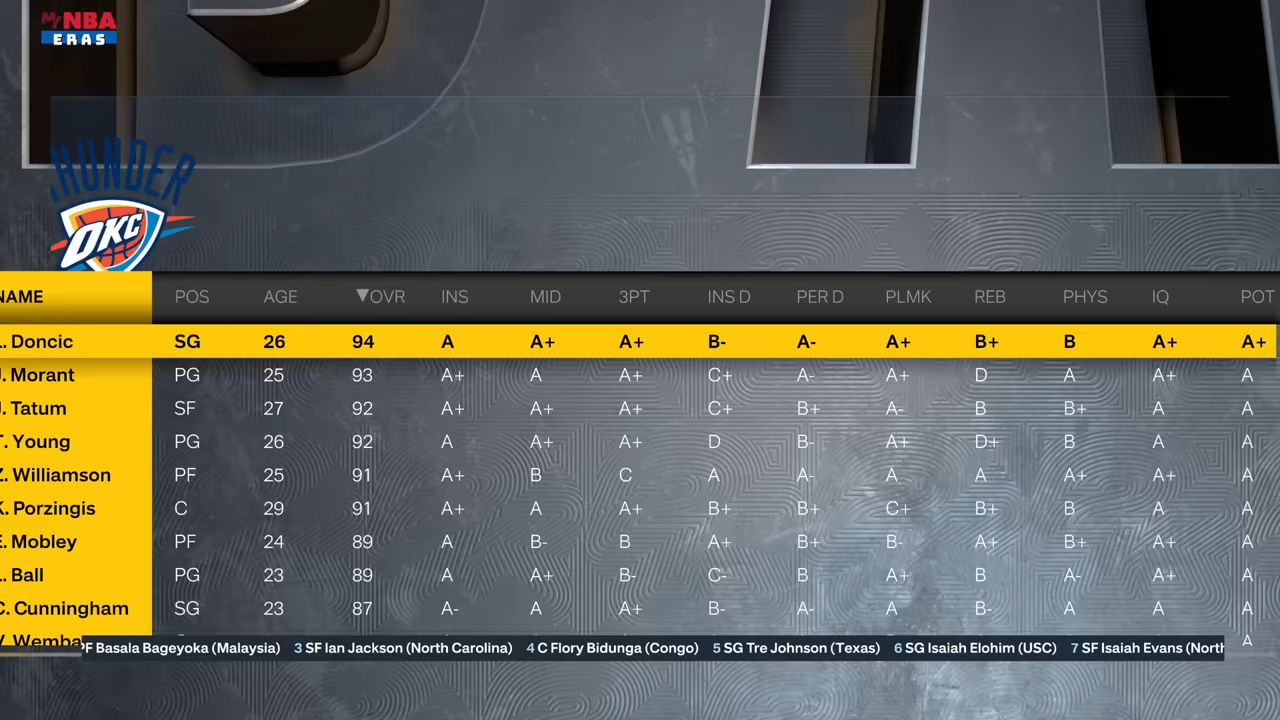 MyNBA
ERAS
THUNDER
OKC
NAME POS AGE ▼OVR INS MID 3PT INS D PER D PLMK REB PHYS IQ POT
L. Doncic SG 26 94 A A+ A+ B- A- A+ B+ B A+ A+
J. Morant PG 25 93 A+ A A+ C+ A- A+ D A A+ A
J. Tatum SF 27 92 A+ A+ A+ C+ B+ A- B B+ A A
T. Young PG 26 92 A A+ A+ D B- A+ D+ B A A
Z. Williamson PF 25 91 A+ B C A A- A A A+ A+ A
K. Porzingis C 29 91 A+ A A+ B+ B+ C+ B+ B A A
E. Mobley PF 24 89 A B- B A+ B+ B- A+ B+ A+ A
L. Ball PG 23 89 A A+ B- C- B A+ B A- A+ A
C. Cunningham SG 23 87 A- A A+ B- A- A B- A A A
V. Wemba A
PF Basala Bageyoka (Malaysia) 3 SF Ian Jackson (North Carolina) 4 C Flory Bidunga (Congo) 5 SG Tre Johnson (Texas) 6 SG Isaiah Elohim (USC) 7 SF Isaiah Evans (North